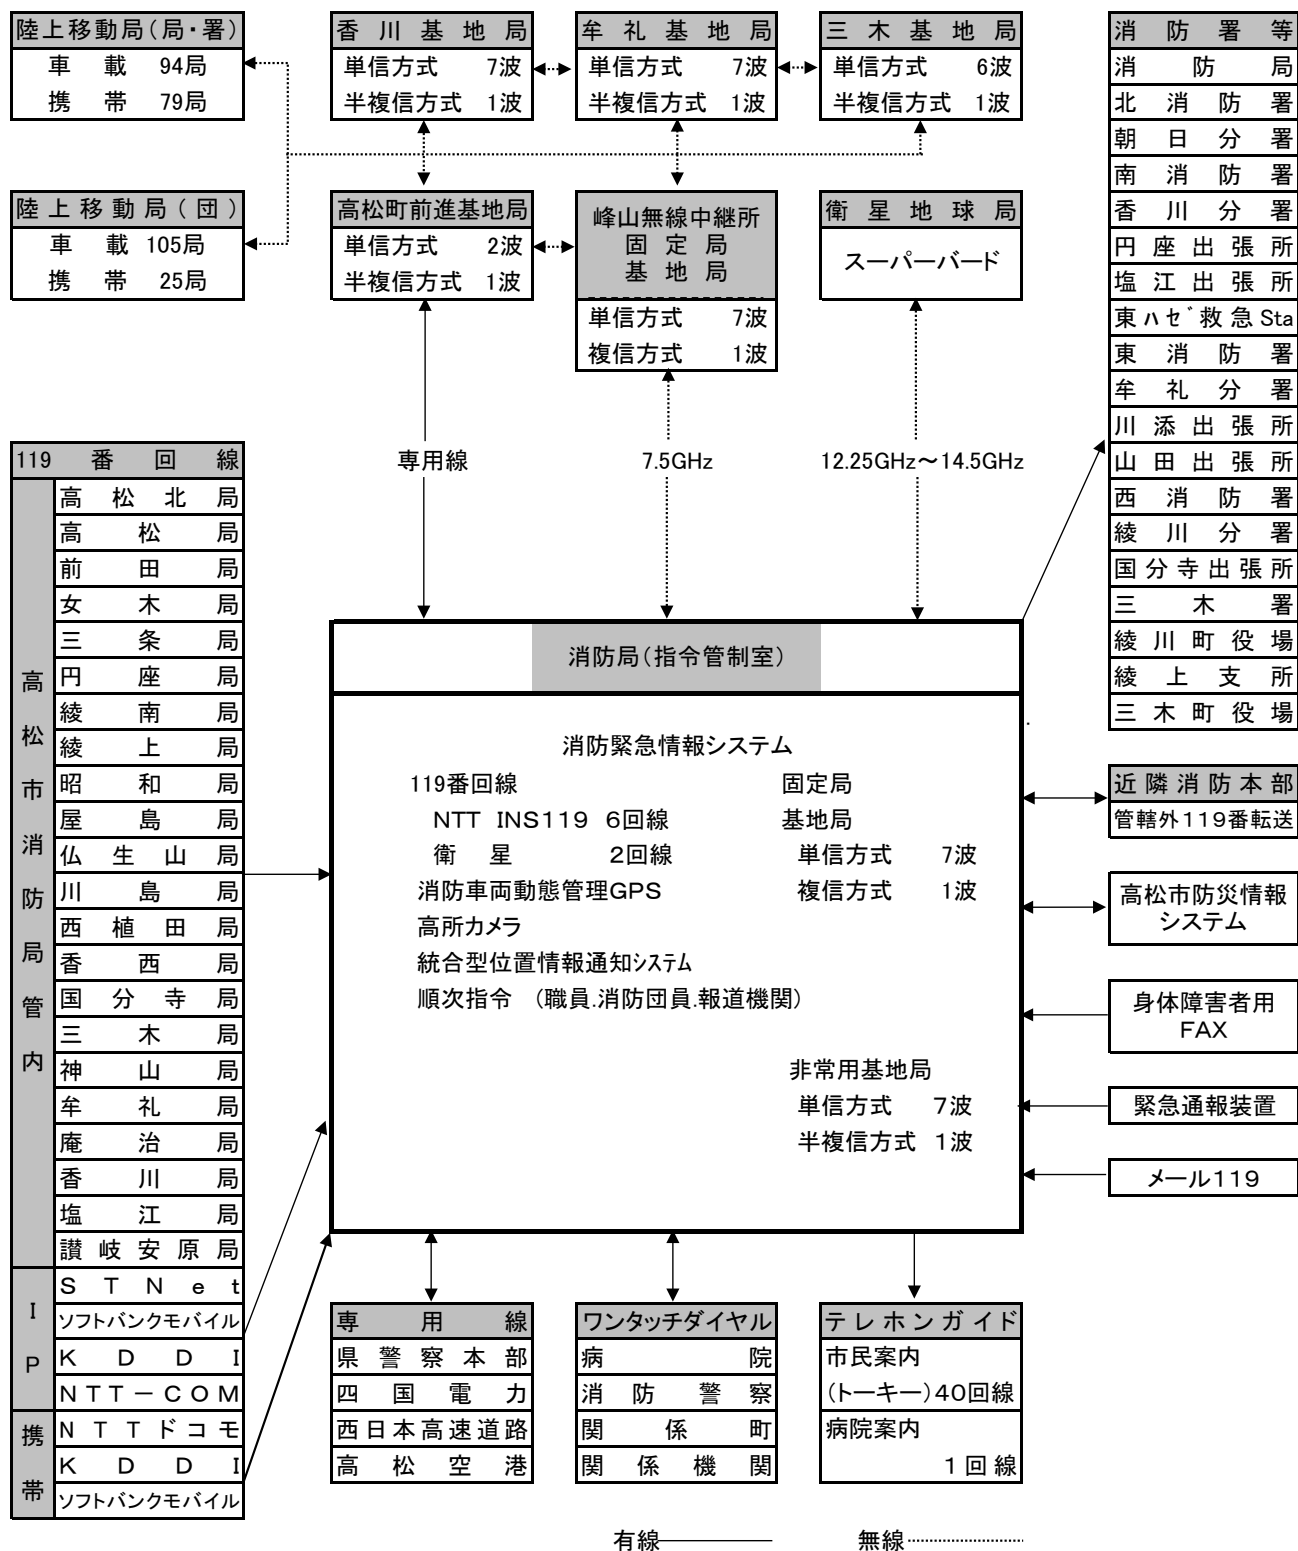 陸上移動局(局・署)
車載 94局
携帯 79局
香川基地局
単信方式 7波
半複信方式 1波
牟礼基地局
単信方式 7波
半複信方式 1波
三木基地局
単信方式 6波
半複信方式 1波
陸上移動局(団)
車載 105局
携帯 25局
高松町前進基地局
単信方式 2波
半複信方式 1波
峰山無線中継所
固定局
基地局
単信方式 7波
複信方式 1波
衛星地球局
スーパーバード
消防署等
消防局
北消防署
朝日分署
南消防署
香川分署
円座出張所
塩江出張所
東ハゼ救急Sta
東消防署
牟礼分署
川添出張所
山田出張所
西消防署
綾川分署
国分寺出張所
三木署
綾川町役場
綾上支所
三木町役場
専用線
7.5GHz
12.25GHz～14.5GHz
119番回線
高松市消防局管内
高松北局
高松局
前田局
女木局
三条局
円座局
綾南局
綾上局
昭和局
屋島局
仏生山局
川島局
西植田局
香西局
国分寺局
三木局
神山局
牟礼局
庵治局
香川局
塩江局
讃岐安原局
IP
STNet
ソフトバンクモバイル
KDDI
NTT－COM
携帯
NTTドコモ
KDDI
ソフトバンクモバイル
消防局(指令管制室)
消防緊急情報システム
119番回線
NTT INS119 6回線
衛星 2回線
消防車両動態管理GPS
高所カメラ
統合型位置情報通知システム
順次指令 (職員.消防団員.報道機関)
固定局
基地局
単信方式 7波
複信方式 1波
非常用基地局
単信方式 7波
半複信方式 1波
近隣消防本部
管轄外119番転送
高松市防災情報
システム
身体障害者用
FAX
緊急通報装置
メール119
専用線
県警察本部
四国電力
西日本高速道路
高松空港
ワンタッチダイヤル
病院
消防警察
関係町
関係機関
テレホンガイド
市民案内
(トーキー)40回線
病院案内
1回線
有線
無線